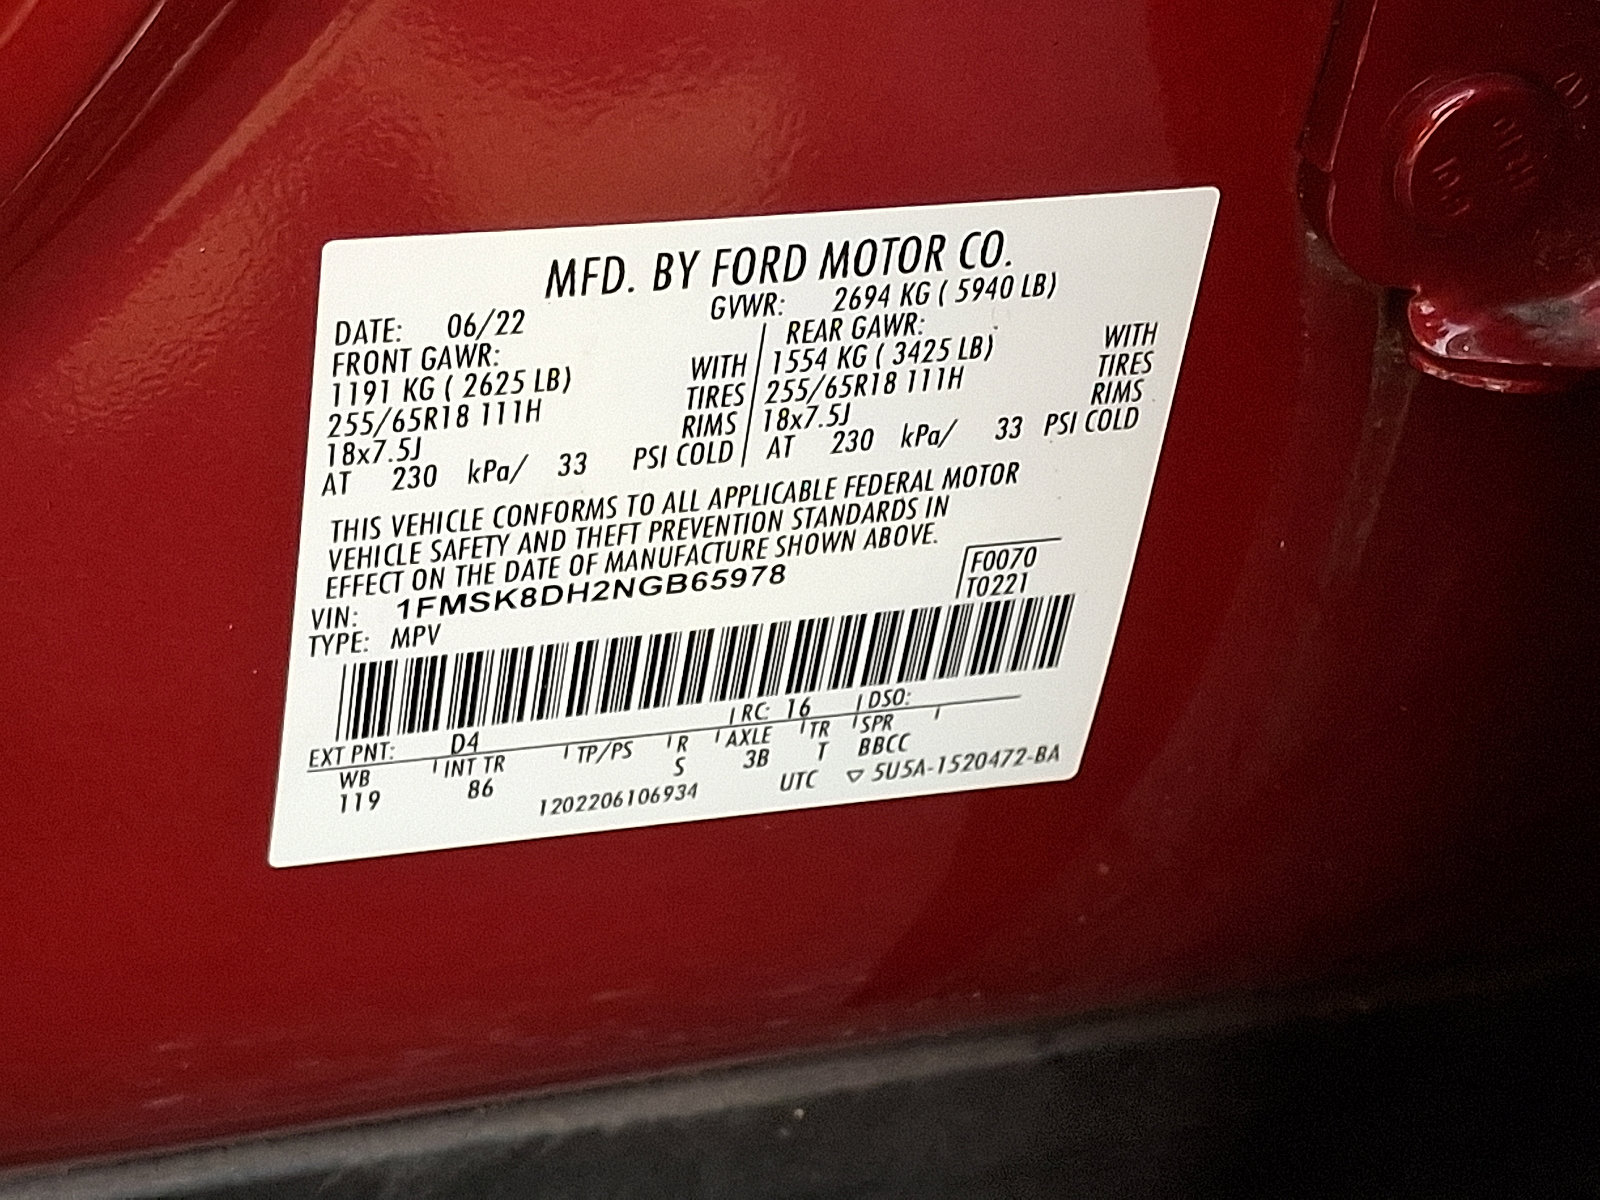 MFD. BY FORD MOTOR CO.
DATE: 06/22 GVWR: 2694 KG ( 5940 LB)
FRONT GAWR: REAR GAWR:
1191 KG ( 2625 LB) WITH 1554 KG ( 3425 LB) WITH
255/65R18 111H TIRES 255/65R18 111H TIRES
18x7.5J RIMS 18x7.5J RIMS
AT 230 kPa/ 33 PSI COLD AT 230 kPa/ 33 PSI COLD
THIS VEHICLE CONFORMS TO ALL APPLICABLE FEDERAL MOTOR
VEHICLE SAFETY AND THEFT PREVENTION STANDARDS IN
EFFECT ON THE DATE OF MANUFACTURE SHOWN ABOVE.
VIN: 1FMSK8DH2NGB65978 F0070
TYPE: MPV T0221
EXT PNT: D4 RC: 16 DSO:
WB INT TR TP/PS R AXLE TR SPR
119 86 S 3B T BBCC
1202206106934 UTC ▽ 5U5A-1520472-BA